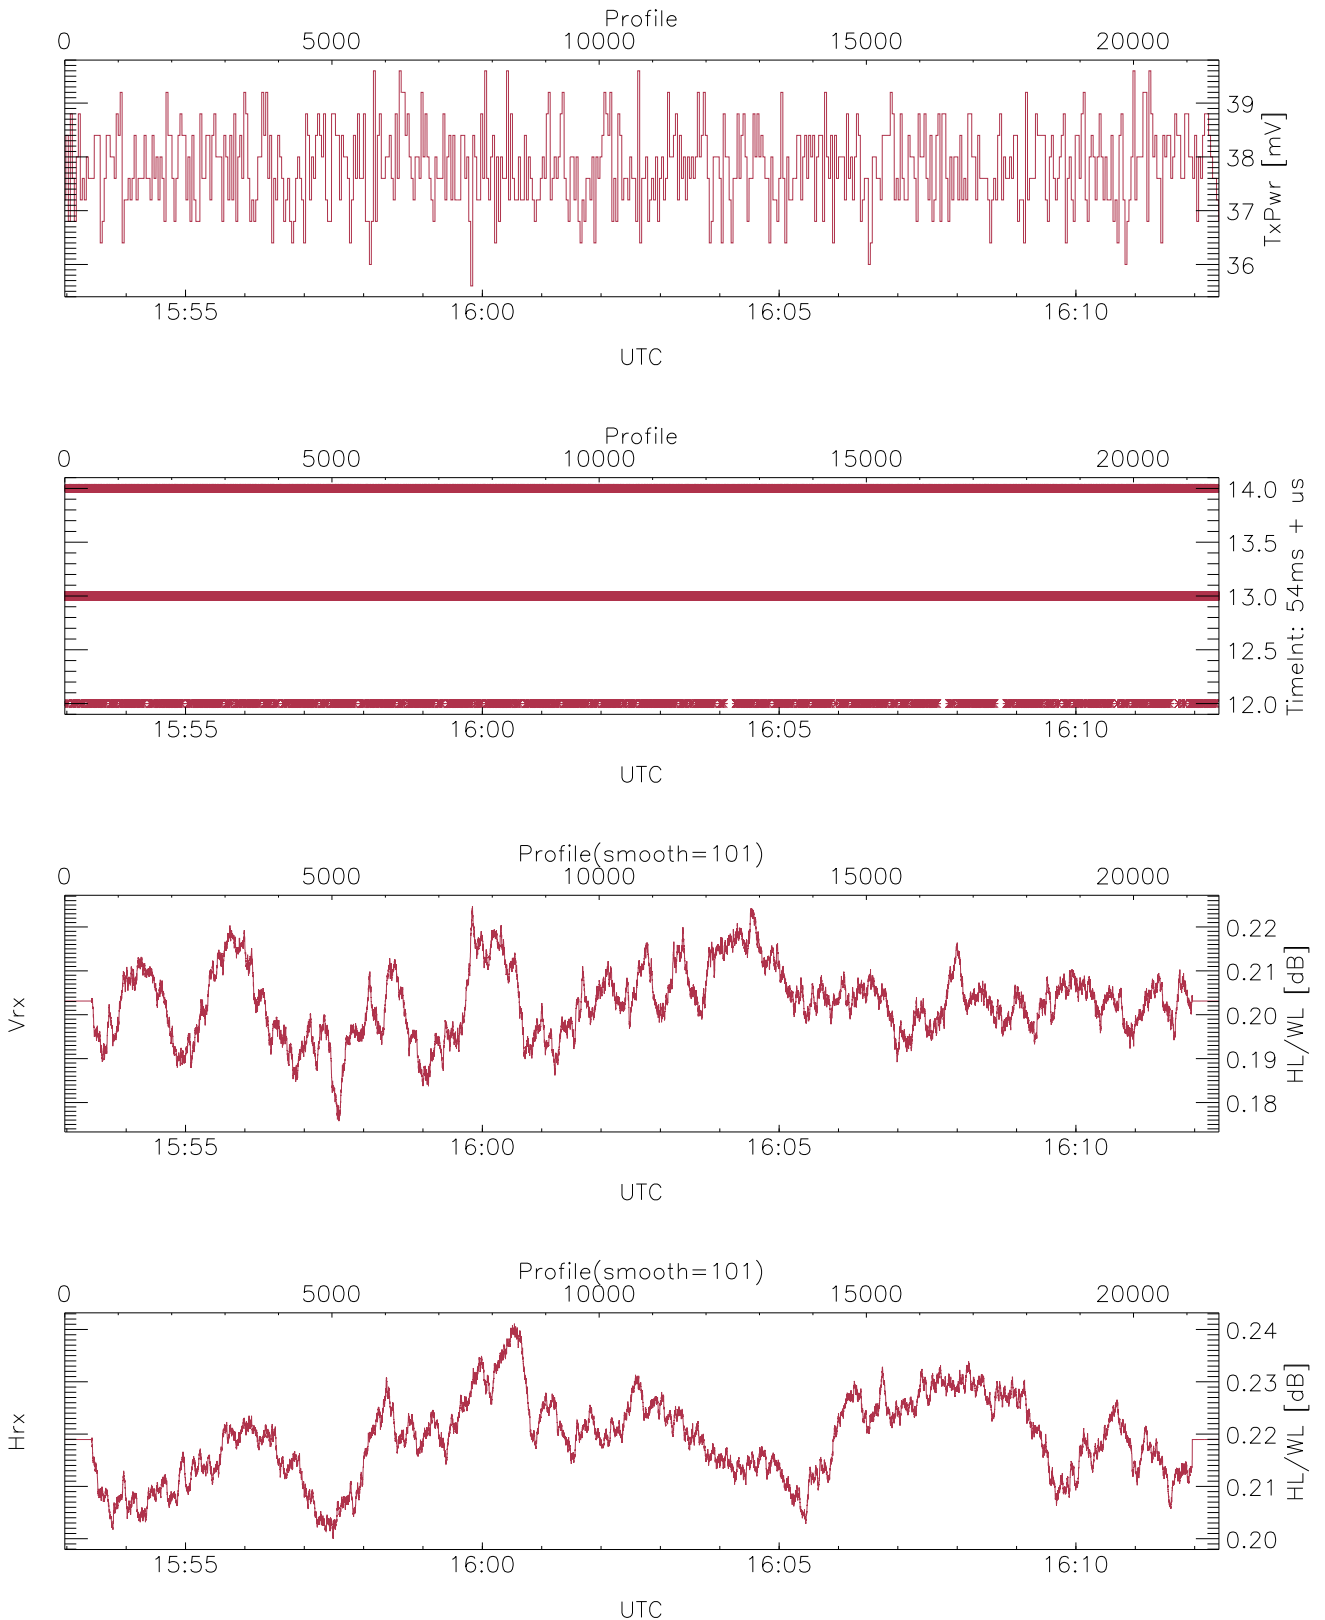 Profile
0 5000 10000 15000 20000
39
38
37
36
TxPwr [mV]
15:55 16:00 16:05 16:10
UTC
Profile
0 5000 10000 15000 20000
14.0
13.5
13.0
12.5
12.0
TimeInt: 54ms + us
15:55 16:00 16:05 16:10
UTC
Profile(smooth=101)
0 5000 10000 15000 20000
Vrx
0.22
0.21
0.20
0.19
0.18
HL/WL [dB]
15:55 16:00 16:05 16:10
UTC
Profile(smooth=101)
0 5000 10000 15000 20000
Hrx
0.24
0.23
0.22
0.21
0.20
HL/WL [dB]
15:55 16:00 16:05 16:10
UTC